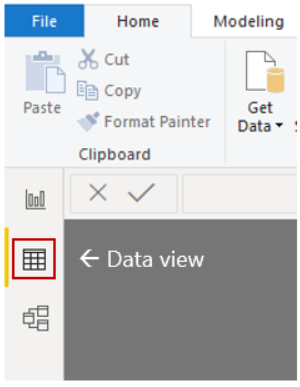 File Home Modeling
Cut
Copy
Paste
Format Painter
Get
Data
Clipboard
← Data view